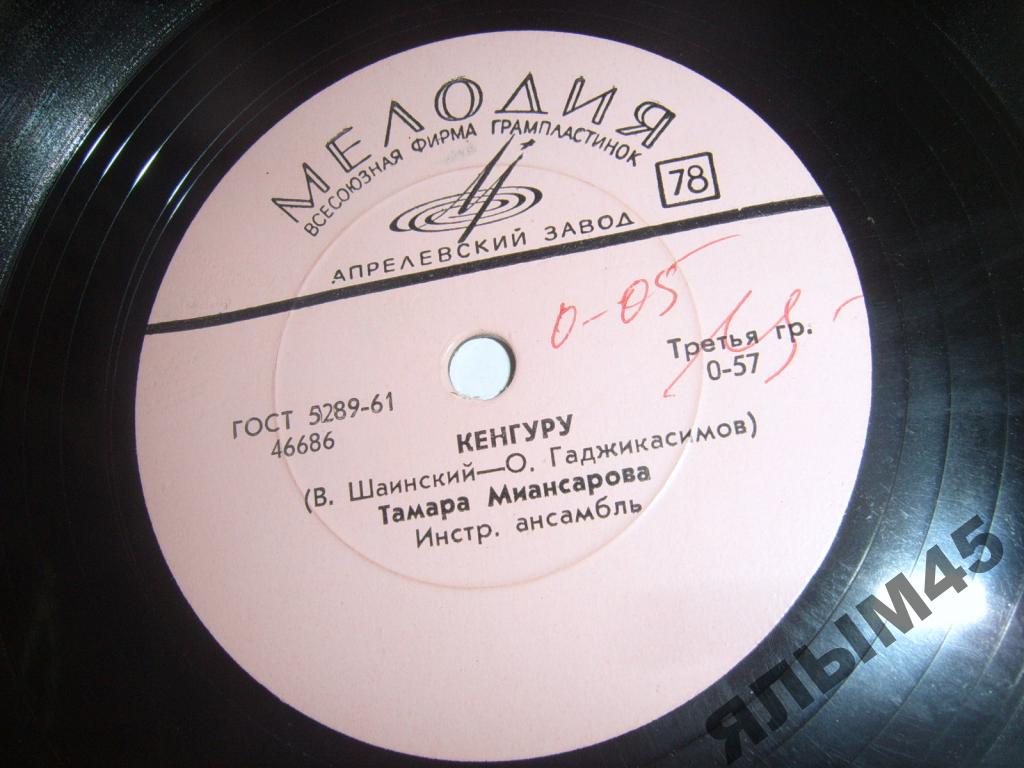 МЕЛОДИЯ
ВСЕСОЮЗНАЯ ФИРМА ГРАМПЛАСТИНОК
78
АПРЕЛЕВСКИЙ ЗАВОД
0-05
Третья гр.
0-57
ГОСТ 5289-61
46686
КЕНГУРУ
(В. Шаинский—О. Гаджикасимов)
Тамара Миансарова
Инстр. ансамбль
ЯЛЫМ45